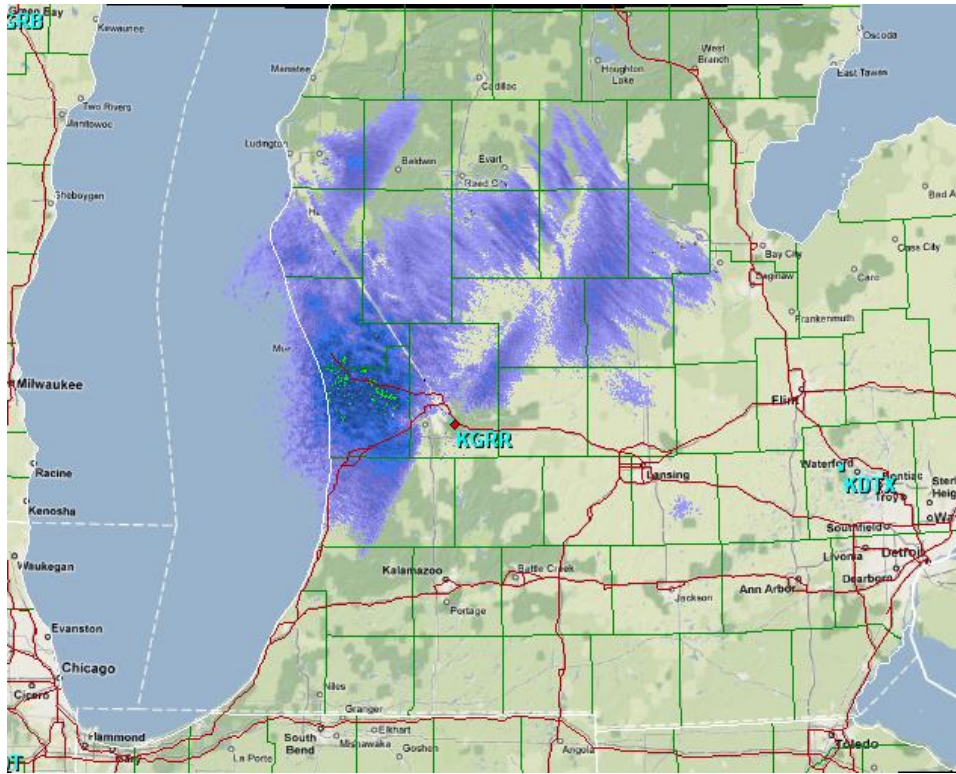 Green Bay
GRB
Kewaunee
Two Rivers
Manitowoc
Manistee
Cadillac
Houghton
Lake
West
Branch
Oscoda
East Tawas
Ludington
Baldwin
Evart
Reed City
Sheboygan
Bad A
Cass City
Bay City
Saginaw
Caro
Frankenmuth
Milwaukee
Flint
KGRR
Lansing
Waterford
Pontiac
KDTX
Troy
Racine
Kenosha
Southfield
Livonia
Detroit
Dearborn
Waukegan
Kalamazoo
Battle Creek
Portage
Jackson
Ann Arbor
Evanston
Chicago
Cicero
Niles
Granger
Elkhart
South
Bend
Mishawaka
Goshen
Hammond
La Porte
Angola
Toledo